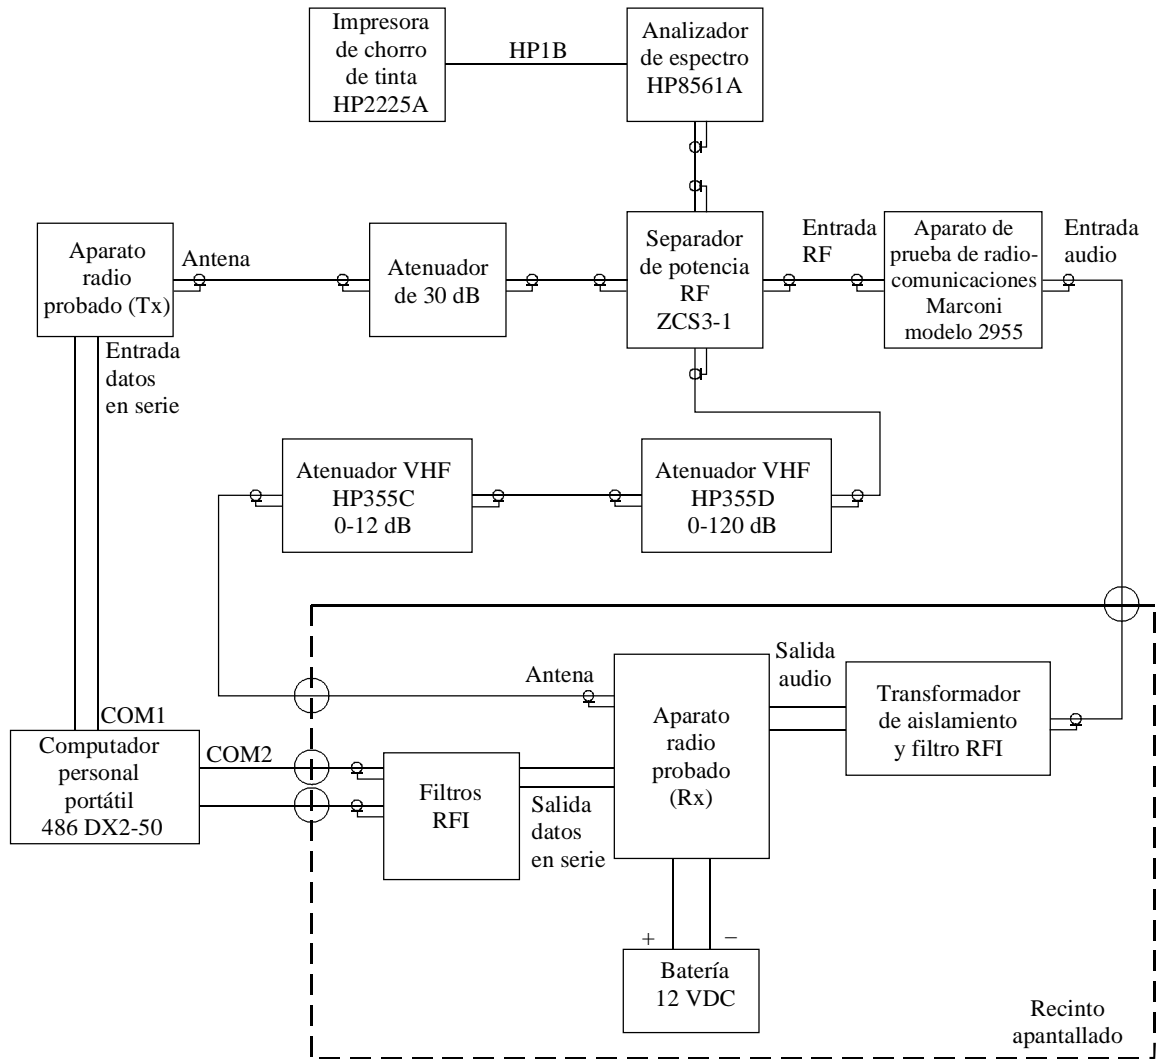 Impresora
de chorro
de tinta
HP2225A
HP1B
Analizador
de espectro
HP8561A
Aparato
radio
probado (Tx)
Antena
Atenuador
de 30 dB
Separador
de potencia
RF
ZCS3-1
Entrada
RF
Aparato de
prueba de radio-
comunicaciones
Marconi
modelo 2955
Entrada
audio
Entrada
datos
en serie
Atenuador VHF
HP355C
0-12 dB
Atenuador VHF
HP355D
0-120 dB
COM1
Computador
personal
portátil
486 DX2-50
COM2
Antena
Filtros
RFI
Salida
datos
en serie
Aparato
radio
probado
(Rx)
Salida
audio
Transformador
de aislamiento
y filtro RFI
+ −
Batería
12 VDC
Recinto
apantallado